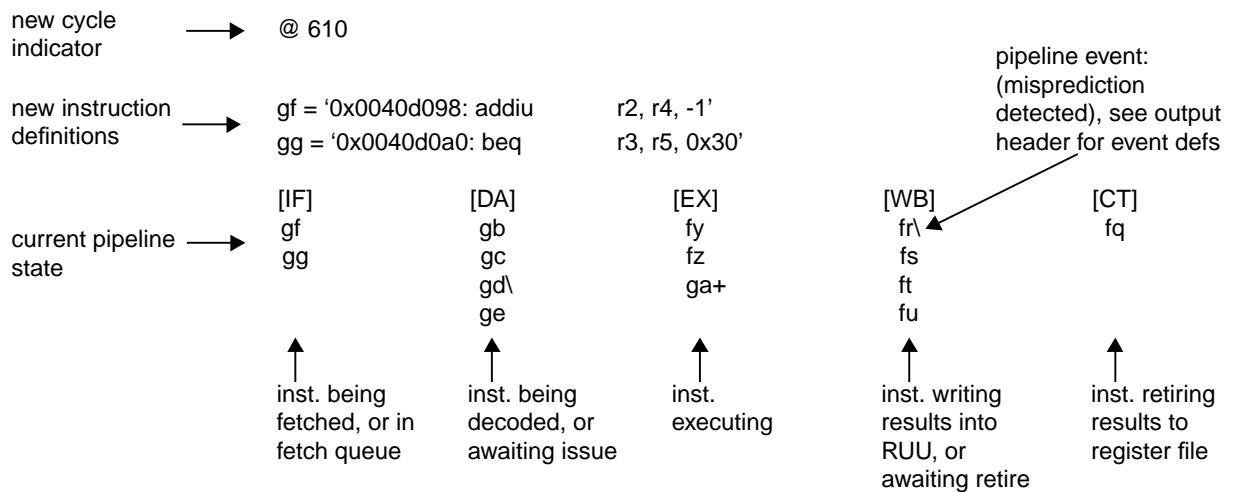 new cycle
indicator
@ 610
pipeline event:
(misprediction
detected), see output
header for event defs
new instruction
definitions
gf = ‘0x0040d098: addiu r2, r4, -1’
gg = ‘0x0040d0a0: beq r3, r5, 0x30’
current pipeline
state
[IF] [DA] [EX] [WB] [CT]
gf gb fy fr\ fq
gg gc fz fs
gd\ ga+ ft
ge fu
inst. being
fetched, or in
fetch queue
inst. being
decoded, or
awaiting issue
inst.
executing
inst. writing
results into
RUU, or
awaiting retire
inst. retiring
results to
register file